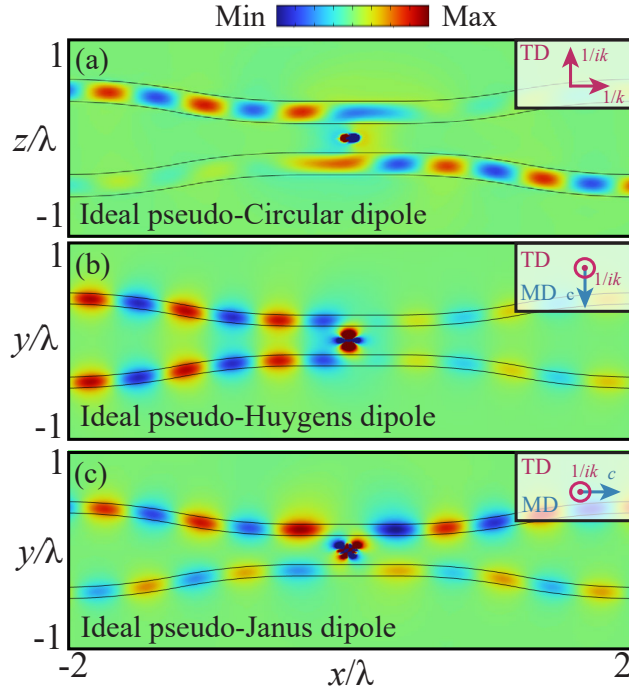 Min Max
1
(a)
TD
1/ik
1/k
z/λ
-1
Ideal pseudo-Circular dipole
1
(b)
TD
1/ik
MD c
y/λ
-1
Ideal pseudo-Huygens dipole
1
(c)
TD
1/ik c
MD
y/λ
-1
Ideal pseudo-Janus dipole
-2 x/λ 2